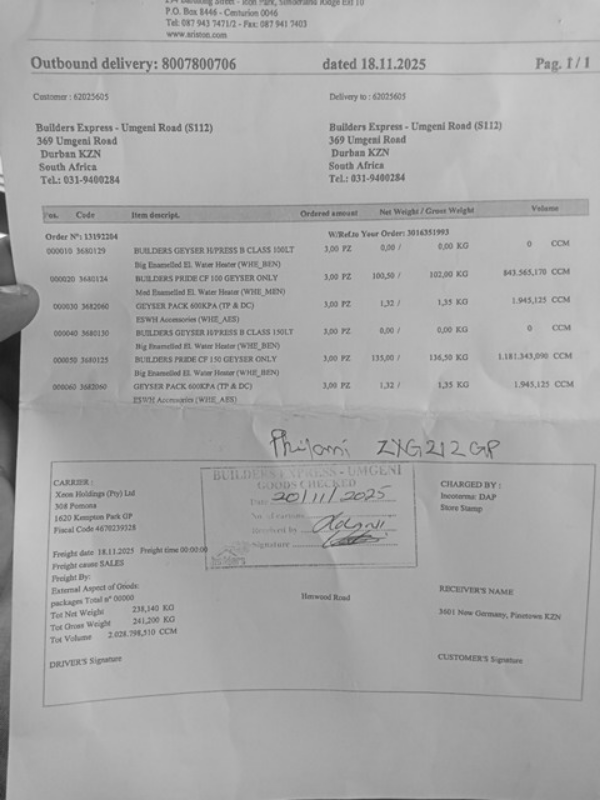 P.O. Box 8446 - Centurion 0046
Tel: 087 943 7471/2 - Fax: 087 941 7403
www.ariston.com
Outbound delivery: 8007800706 dated 18.11.2025 Pag. 1 / 1
Customer : 62025605 Delivery to : 62025605
Builders Express - Umgeni Road (S112) Builders Express - Umgeni Road (S112)
369 Umgeni Road 369 Umgeni Road
Durban KZN Durban KZN
South Africa South Africa
Tel.: 031-9400284 Tel.: 031-9400284
Pos. Code Item descript. Ordered amount Net Weight / Gross Weight Volume
Order N°: 13192204 W/Ref.to Your Order: 3016351993
000010 3680129 BUILDERS GEYSER H/PRESS B CLASS 100LT 3,00 PZ 0,00 / 0,00 KG 0 CCM
Big Enamelled El. Water Heater (WHE_BEN)
000020 3680124 BUILDERS PRIDE CF 100 GEYSER ONLY 3,00 PZ 100,50 / 102,00 KG 843.565,170 CCM
Med Enamelled El. Water Heater (WHE_MEN)
000030 3682060 GEYSER PACK 600KPA (TP & DC) 3,00 PZ 1,32 / 1,35 KG 1.945,125 CCM
ESWH Accessories (WHE_AES)
000040 3680130 BUILDERS GEYSER H/PRESS B CLASS 150LT 3,00 PZ 0,00 / 0,00 KG 0 CCM
Big Enamelled El. Water Heater (WHE_BEN)
000050 3680125 BUILDERS PRIDE CF 150 GEYSER ONLY 3,00 PZ 135,00 / 136,50 KG 1.181.343,090 CCM
Big Enamelled El. Water Heater (WHE_BEN)
000060 3682060 GEYSER PACK 600KPA (TP & DC) 3,00 PZ 1,32 / 1,35 KG 1.945,125 CCM
ESWH Accessories (WHE_AES)
ZXG212GP
BUILDERS EXPRESS - UMGENI
GOODS CHECKED
Date 20/11/2025
Received by
Signature
CARRIER :
Xeon Holdings (Pty) Ltd
308 Pomona
1620 Kempton Park GP
Fiscal Code 4670239328
CHARGED BY :
Incoterms: DAP
Store Stamp
Freight date 18.11.2025 Freight time 00:00:00
Freight cause SALES
Freight By:
External Aspect of Goods:
packages Total n° 00000
Tot Net Weight 238,140 KG
Tot Gross Weight 241,200 KG
Tot Volume 2.028.798,510 CCM
Henwood Road
RECEIVER'S NAME
3601 New Germany, Pinetown KZN
DRIVER'S Signature CUSTOMER'S Signature